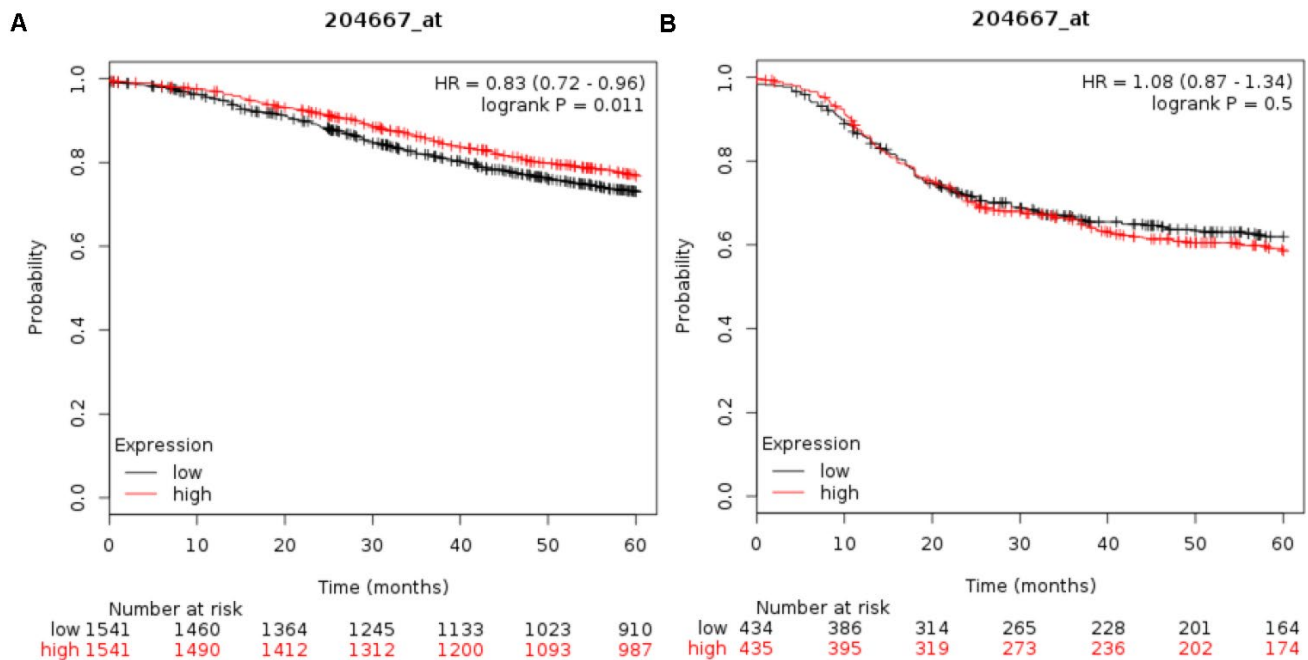 A
204667_at
HR = 0.83 (0.72 - 0.96)
logrank P = 0.011
Probability
1.0
0.8
0.6
0.4
0.2
0.0
Expression
low
high
0 10 20 30 40 50 60
Time (months)
Number at risk
low 1541 1460 1364 1245 1133 1023 910
high 1541 1490 1412 1312 1200 1093 987
B
204667_at
HR = 1.08 (0.87 - 1.34)
logrank P = 0.5
Probability
1.0
0.8
0.6
0.4
0.2
0.0
Expression
low
high
0 10 20 30 40 50 60
Time (months)
Number at risk
low 434 386 314 265 228 201 164
high 435 395 319 273 236 202 174